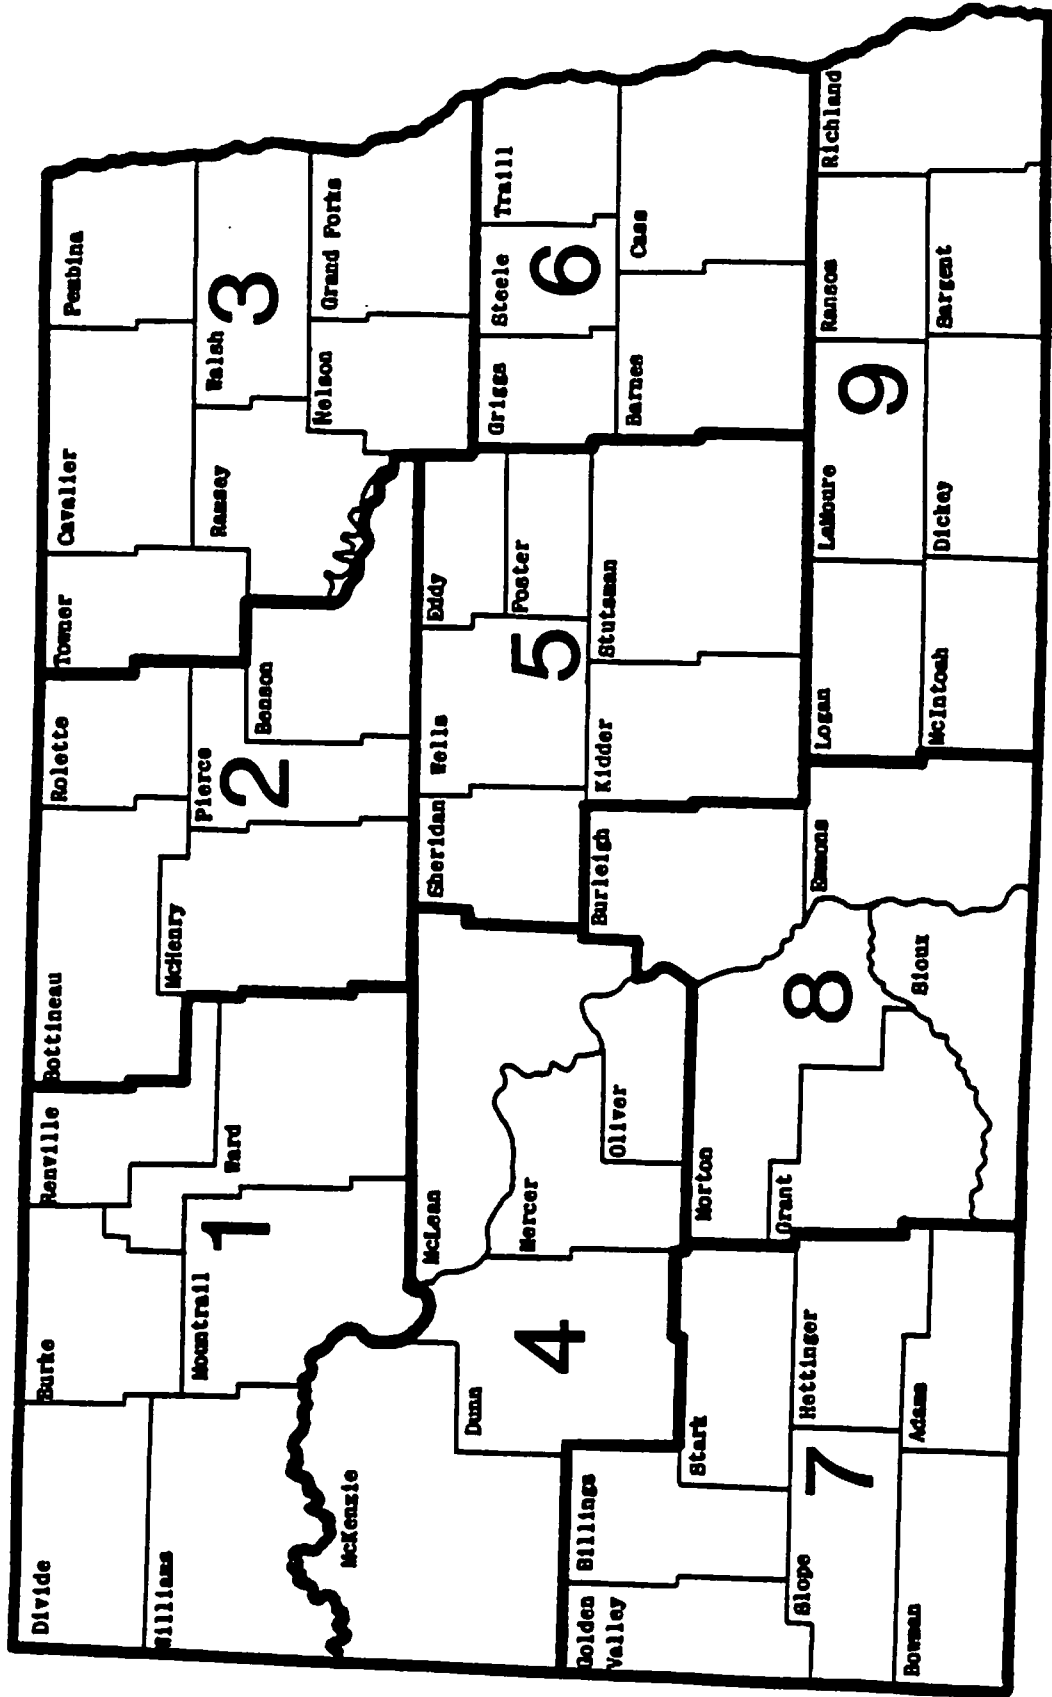 Divide
Burke
Renville
Bottineau
Rolette
Towner
Cavalier
Pembina
Williams
Mountrail
Ward
McHenry
Pierce
Ramsey
Walsh
1
2
3
Benson
Nelson
Grand Forks
McKenzie
McLean
Sheridan
Wells
Eddy
Griggs
Steele
Traill
Dunn
Mercer
Foster
4
5
6
Golden
Valley
Billings
Oliver
Burleigh
Kidder
Stutsman
Barnes
Cass
Stark
Morton
Slope
Hettinger
Grant
Emmons
Logan
LaMoure
Ransom
Richland
7
8
9
Bowman
Adams
Sioux
McIntosh
Dickey
Sargent